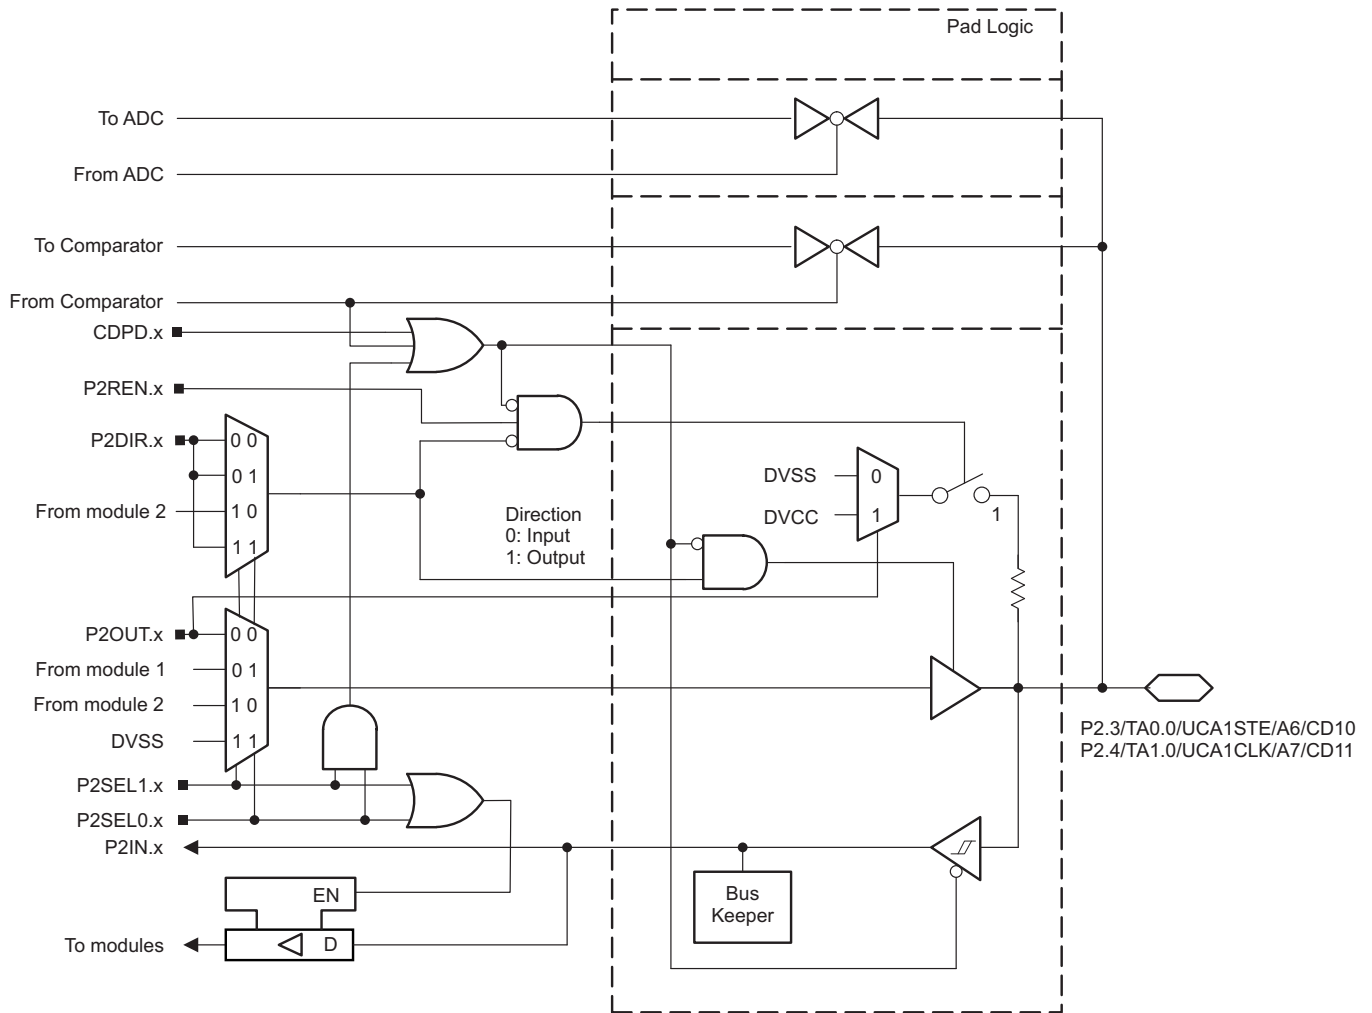 Pad Logic
To ADC
From ADC
To Comparator
From Comparator
CDPD.x
P2REN.x
P2DIR.x
0 0
0 1
From module 2
1 0
1 1
Direction
0: Input
1: Output
DVSS
0
DVCC
1
1
P2OUT.x
0 0
From module 1
0 1
From module 2
1 0
DVSS
1 1
P2.3/TA0.0/UCA1STE/A6/CD10
P2.4/TA1.0/UCA1CLK/A7/CD11
P2SEL1.x
P2SEL0.x
P2IN.x
EN
Bus
Keeper
To modules
D